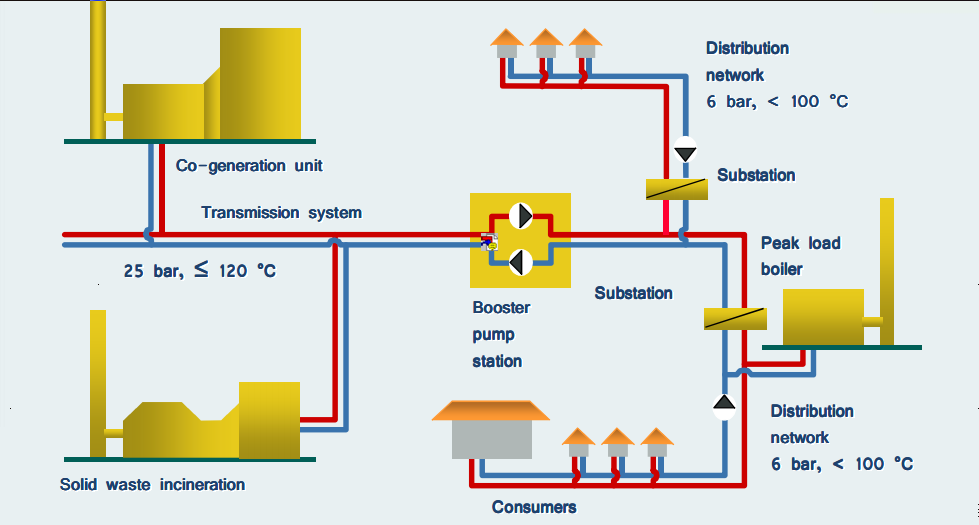 Distribution
network
6 bar, < 100 °C
Co-generation unit
Substation
Transmission system
25 bar, ≤ 120 °C
Peak load
boiler
Substation
Booster
pump
station
Distribution
network
6 bar, < 100 °C
Solid waste incineration
Consumers